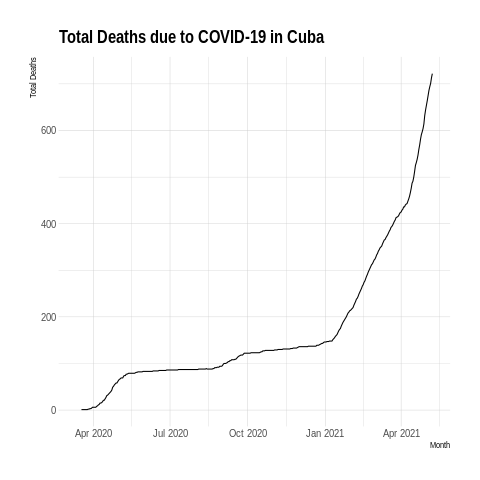 Total Deaths due to COVID-19 in Cuba
Total Deaths
600
400
200
0
Apr 2020 Jul 2020 Oct 2020 Jan 2021 Apr 2021
Month